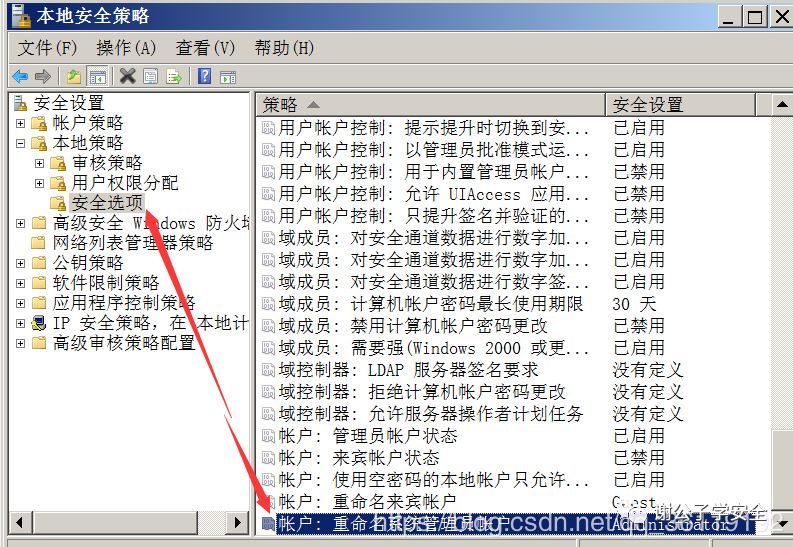 本地安全策略
文件(F) 操作(A) 查看(V) 帮助(H)
安全设置
帐户策略
本地策略
审核策略
用户权限分配
安全选项
高级安全 Windows 防火墙
网络列表管理器策略
公钥策略
软件限制策略
应用程序控制策略
IP 安全策略，在 本地计
高级审核策略配置
策略 安全设置
用户帐户控制: 提示提升时切换到安... 已启用
用户帐户控制: 以管理员批准模式运... 已启用
用户帐户控制: 用于内置管理员帐户... 已禁用
用户帐户控制: 允许 UIAccess 应用... 已禁用
用户帐户控制: 只提升签名并验证的... 已禁用
域成员: 对安全通道数据进行数字加... 已启用
域成员: 对安全通道数据进行数字加... 已启用
域成员: 对安全通道数据进行数字签... 已启用
域成员: 计算机帐户密码最长使用期限 30 天
域成员: 禁用计算机帐户密码更改 已禁用
域成员: 需要强(Windows 2000 或更... 已启用
域控制器: LDAP 服务器签名要求 没有定义
域控制器: 拒绝计算机帐户密码更改 没有定义
域控制器: 允许服务器操作者计划任务 没有定义
帐户: 管理员帐户状态 已启用
帐户: 来宾帐户状态 已禁用
帐户: 使用空密码的本地帐户只允许... 已启用
帐户: 重命名来宾帐户 Guest
帐户: 重命名系统管理员帐户 Administrator
谢公子学安全